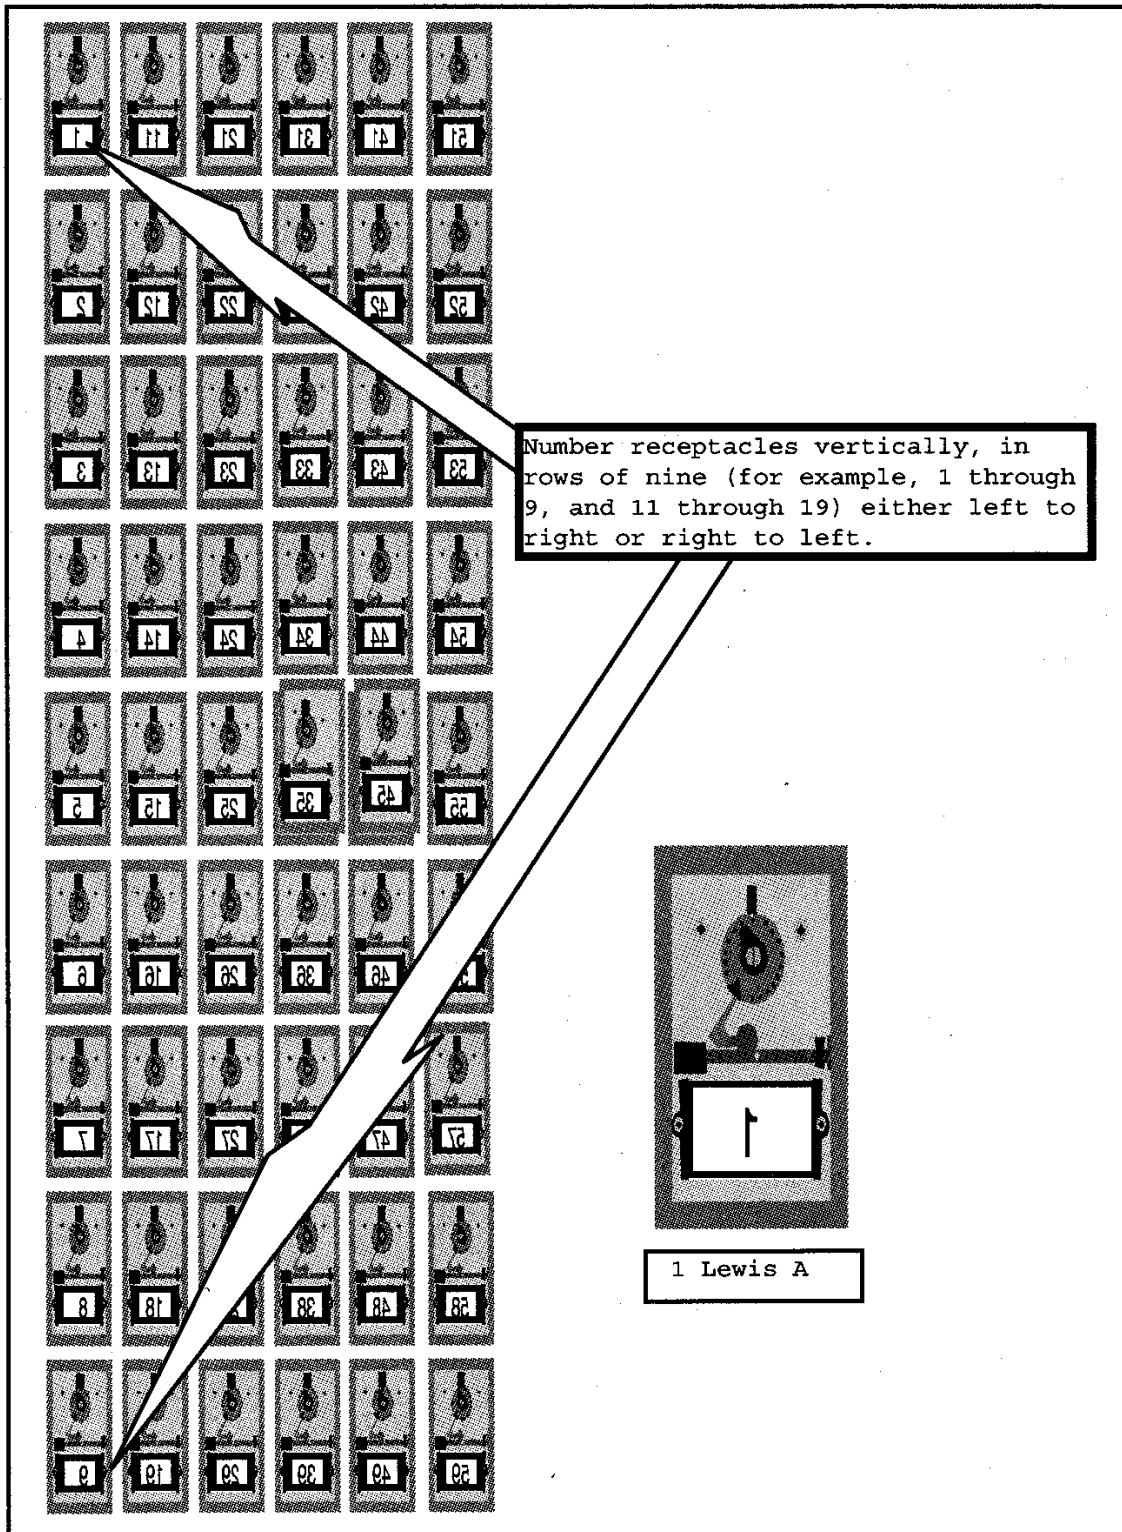 1 11 21 31 41 51
2 12 22 42 52
3 13 23 33 43 53
Number receptacles vertically, in
rows of nine (for example, 1 through
9, and 11 through 19) either left to
right or right to left.
4 14 24 34 44 54
5 15 25 35 45 55
6 16 26 36 46
7 17 27 47 57
1
8 18 38 48 58
1 Lewis A
9 19 29 39 49 59